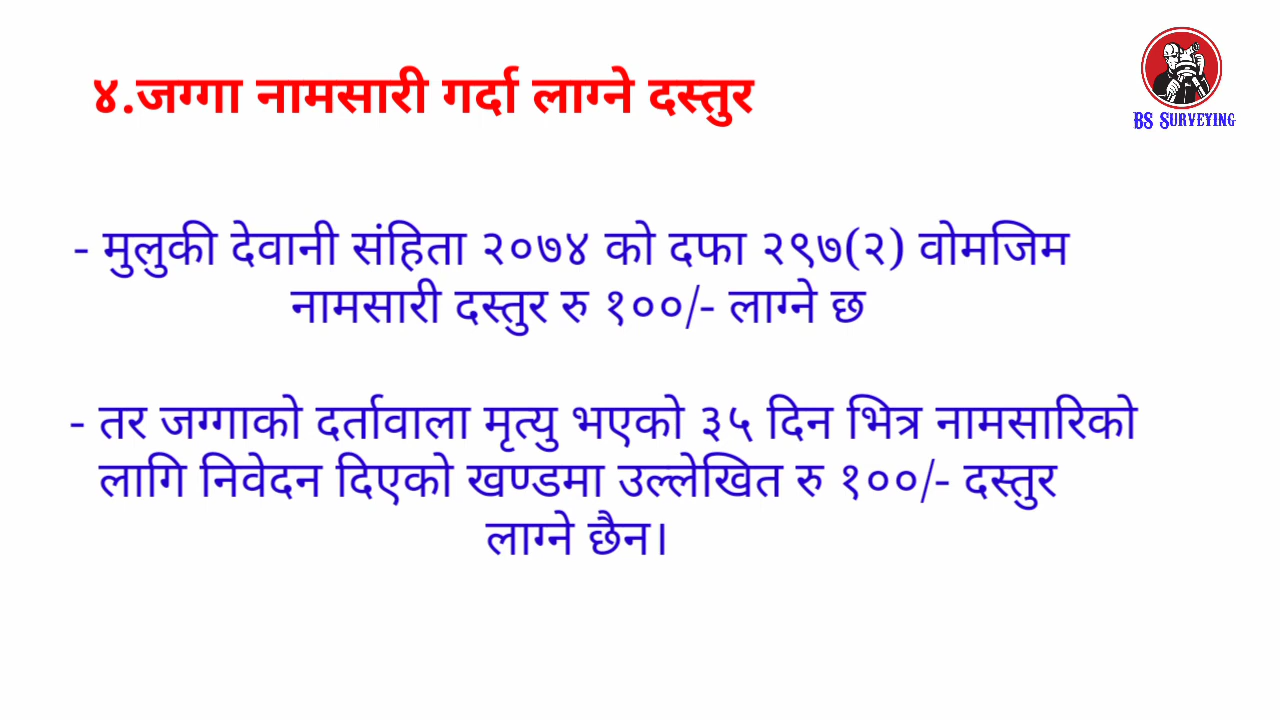 ४.जग्गा नामसारी गर्दा लाग्ने दस्तुर
BS SURVEYING
- मुलुकी देवानी संहिता २०७४ को दफा २९७(२) वोमजिम
नामसारी दस्तुर रु १००/- लाग्ने छ
- तर जग्गाको दर्तावाला मृत्यु भएको ३५ दिन भित्र नामसारिको
लागि निवेदन दिएको खण्डमा उल्लेखित रु १००/- दस्तुर
लाग्ने छैन।